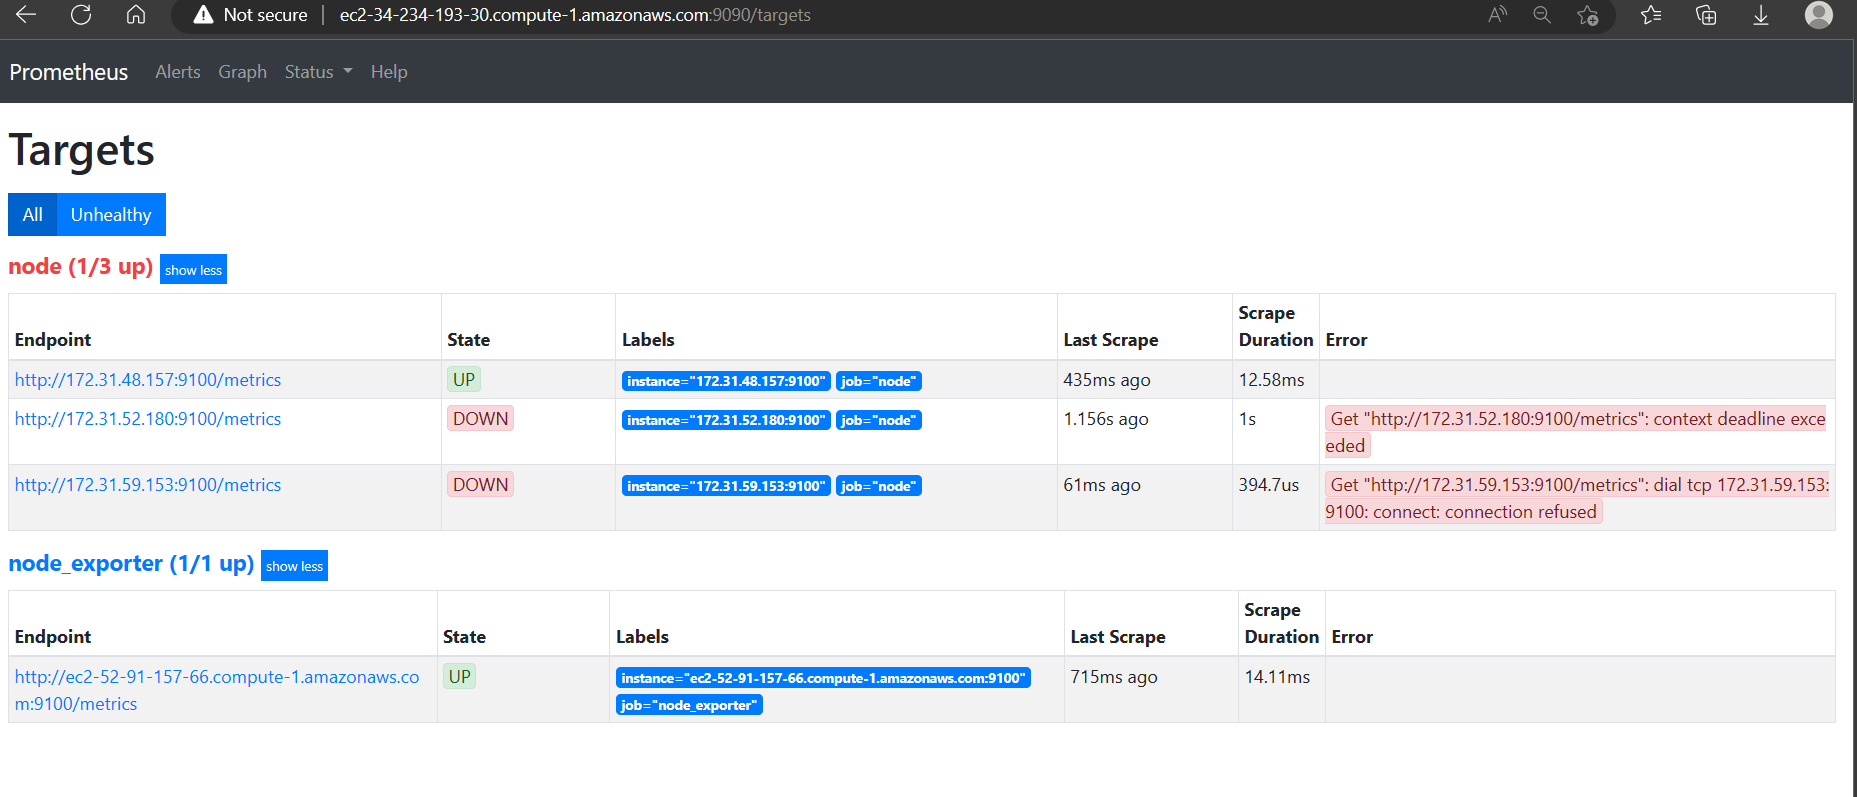 Not secure | ec2-34-234-193-30.compute-1.amazonaws.com:9090/targets
Prometheus Alerts Graph Status Help
Targets
All Unhealthy
node (1/3 up) show less
Scrape
Endpoint State Labels Last Scrape Duration Error
http://172.31.48.157:9100/metrics UP instance="172.31.48.157:9100" job="node" 435ms ago 12.58ms
http://172.31.52.180:9100/metrics DOWN instance="172.31.52.180:9100" job="node" 1.156s ago 1s Get "http://172.31.52.180:9100/metrics": context deadline exce
eded
http://172.31.59.153:9100/metrics DOWN instance="172.31.59.153:9100" job="node" 61ms ago 394.7us Get "http://172.31.59.153:9100/metrics": dial tcp 172.31.59.153:
9100: connect: connection refused
node_exporter (1/1 up) show less
Scrape
Endpoint State Labels Last Scrape Duration Error
http://ec2-52-91-157-66.compute-1.amazonaws.co UP instance="ec2-52-91-157-66.compute-1.amazonaws.com:9100" 715ms ago 14.11ms
m:9100/metrics job="node_exporter"